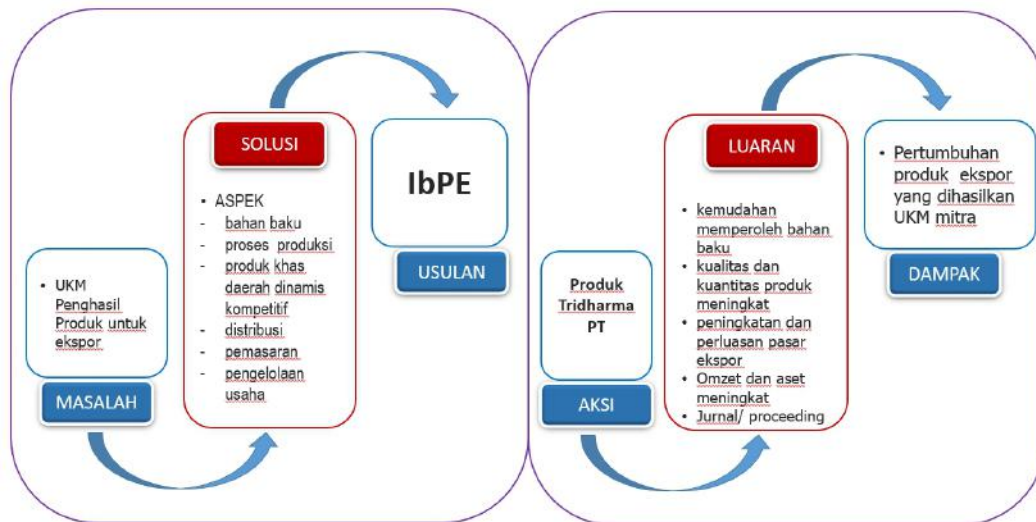 • UKM
Penghasil
Produk untuk
ekspor
MASALAH
SOLUSI
• ASPEK
- bahan baku
- proses produksi
- produk khas
daerah dinamis
kompetitif
- distribusi
- pemasaran
- pengelolaan
usaha
IbPE
USULAN
Produk
Tridharma
PT
AKSI
LUARAN
• kemudahan
memperoleh bahan
baku
• kualitas dan
kuantitas produk
meningkat
• peningkatan dan
perluasan pasar
ekspor
• Omzet dan aset
meningkat
• Jurnal/ proceeding
• Pertumbuhan
produk ekspor
yang dihasilkan
UKM mitra
DAMPAK